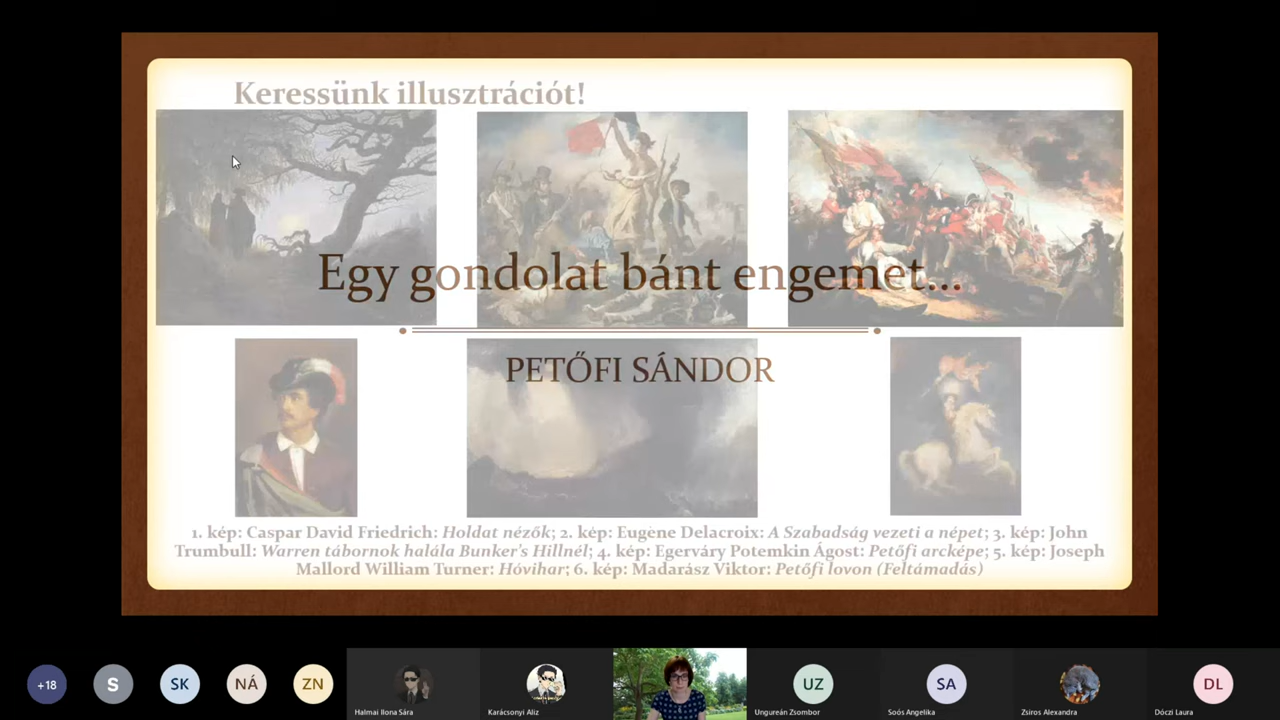 Keressünk illusztrációt!
Egy gondolat bánt engemet...
PETŐFI SÁNDOR
1. kép: Caspar David Friedrich: Holdat nézők; 2. kép: Eugène Delacroix: A Szabadság vezeti a népet; 3. kép: John
Trumbull: Warren tábornok halála Bunker's Hillnél; 4. kép: Egerváry Potemkin Ágost: Petőfi arcképe; 5. kép: Joseph
Mallord William Turner: Hóvihar; 6. kép: Madarász Viktor: Petőfi lovon (Feltámadás)
+18
S
SK
NÁ
ZN
UZ
SA
DL
Halmai Ilona Sára
Karácsonyi Alíz
Ungureán Zsombor
Soós Angelika
Zsiros Alexandra
Dóczi Laura